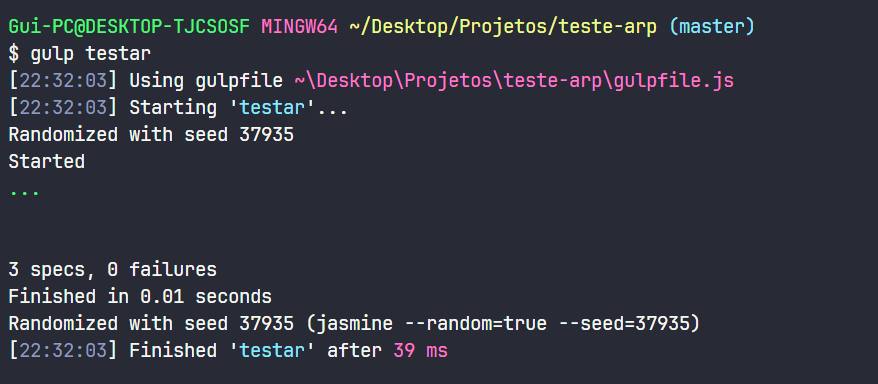 Gui-PC@DESKTOP-TJCSOSF MINGW64 ~/Desktop/Projetos/teste-arp (master)
$ gulp testar
[22:32:03] Using gulpfile ~\Desktop\Projetos\teste-arp\gulpfile.js
[22:32:03] Starting 'testar'...
Randomized with seed 37935
Started
...
3 specs, 0 failures
Finished in 0.01 seconds
Randomized with seed 37935 (jasmine --random=true --seed=37935)
[22:32:03] Finished 'testar' after 39 ms